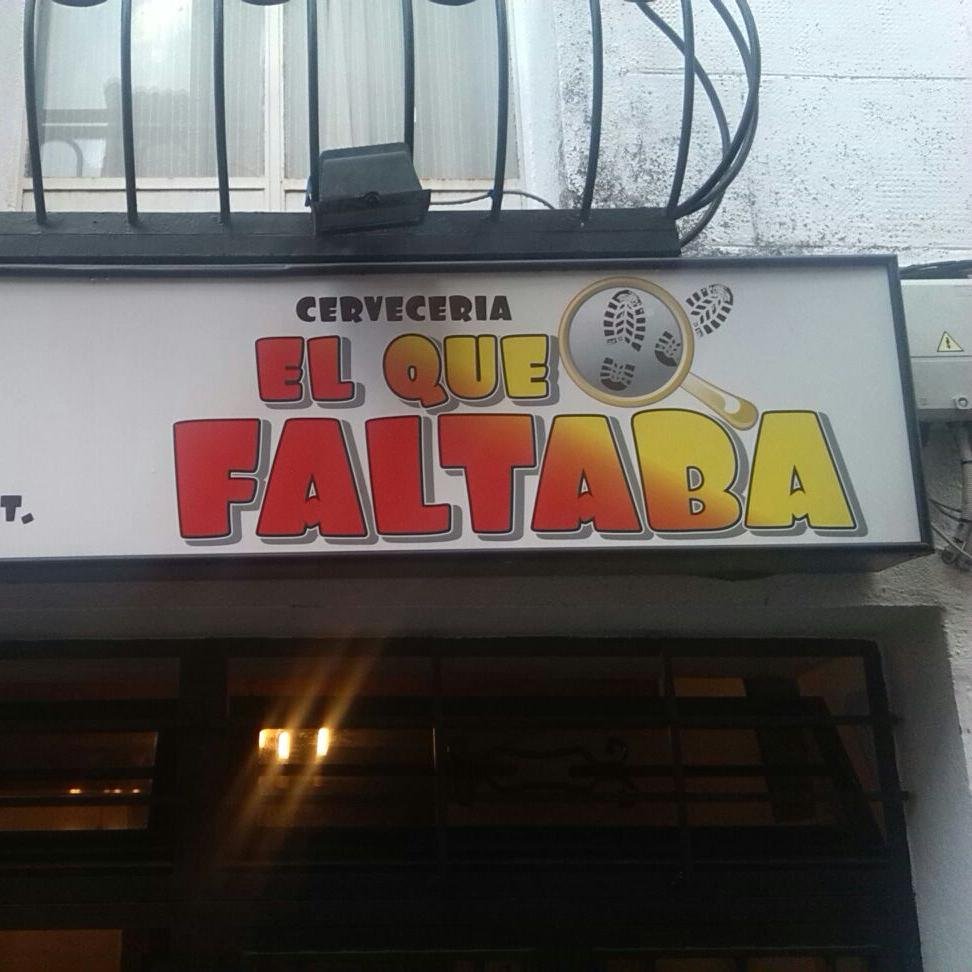 CERVECERIA
EL QUE
FALTABA
T.